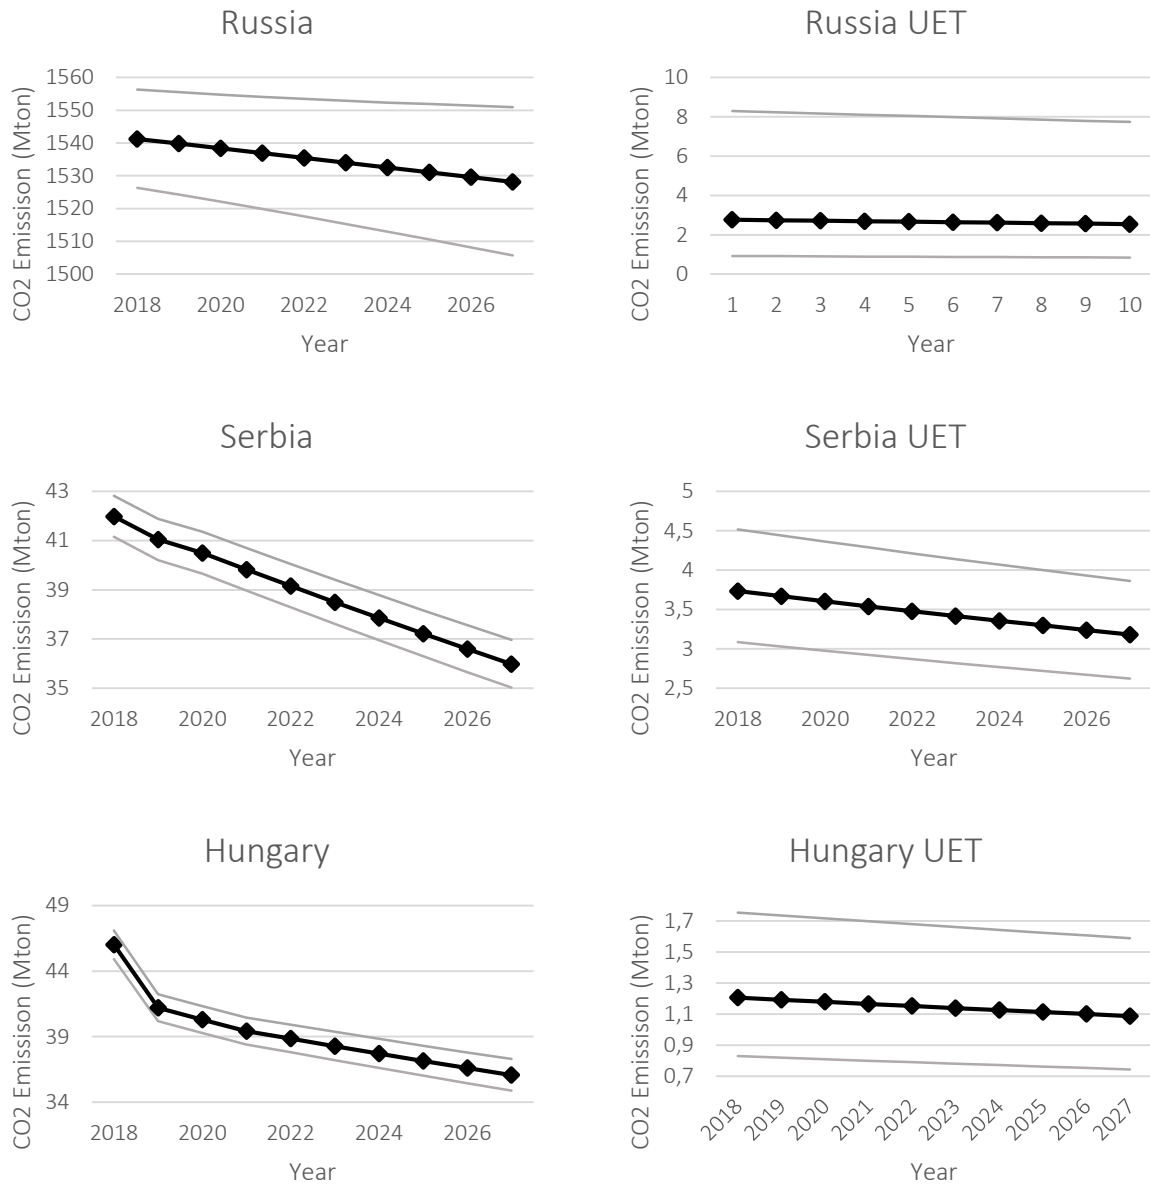 Russia
CO2 Emissison (Mton)
1560
1550
1540
1530
1520
1510
1500
2018 2020 2022 2024 2026
Year
Russia UET
CO2 Emission (Mton)
10
8
6
4
2
0
1 2 3 4 5 6 7 8 9 10
Year
Serbia
CO2 Emissison (Mton)
43
41
39
37
35
2018 2020 2022 2024 2026
Year
Serbia UET
CO2 Emission (Mton)
5
4,5
4
3,5
3
2,5
2018 2020 2022 2024 2026
Year
Hungary
CO2 Emissison (Mton)
49
44
39
34
2018 2020 2022 2024 2026
Year
Hungary UET
CO2 Emission (Mton)
1,7
1,5
1,3
1,1
0,9
0,7
2018 2019 2020 2021 2022 2023 2024 2025 2026 2027
Year